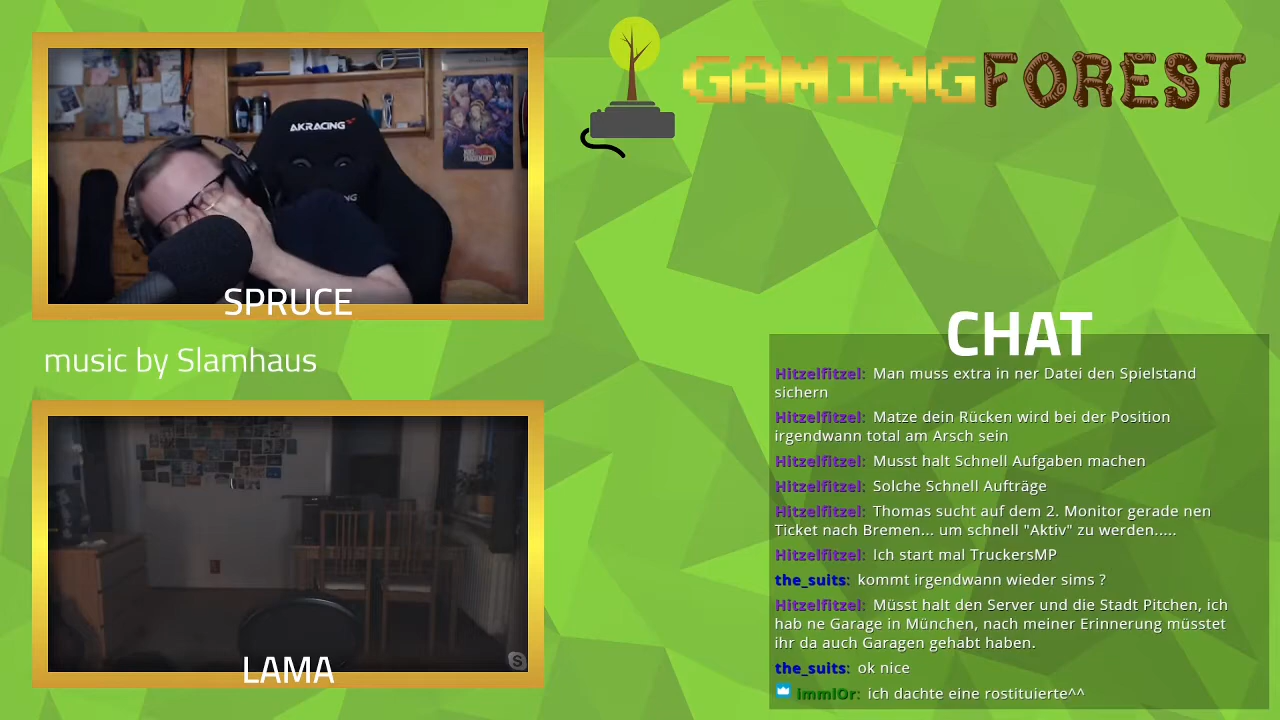 GAMINGFOREST
AKRACING
SPRUCE
music by Slamhaus
LAMA
CHAT
Hitzelfitzel: Man muss extra in ner Datei den Spielstand
sichern
Hitzelfitzel: Matze dein Rücken wird bei der Position
irgendwann total am Arsch sein
Hitzelfitzel: Musst halt Schnell Aufgaben machen
Hitzelfitzel: Solche Schnell Aufträge
Hitzelfitzel: Thomas sucht auf dem 2. Monitor gerade nen
Ticket nach Bremen... um schnell "Aktiv" zu werden.....
Hitzelfitzel: Ich start mal TruckersMP
the_suits: kommt irgendwann wieder sims ?
Hitzelfitzel: Müsst halt den Server und die Stadt Pitchen, ich
hab ne Garage in München, nach meiner Erinnerung müsstet
ihr da auch Garagen gehabt haben.
the_suits: ok nice
immi0r: ich dachte eine rostituierte^^